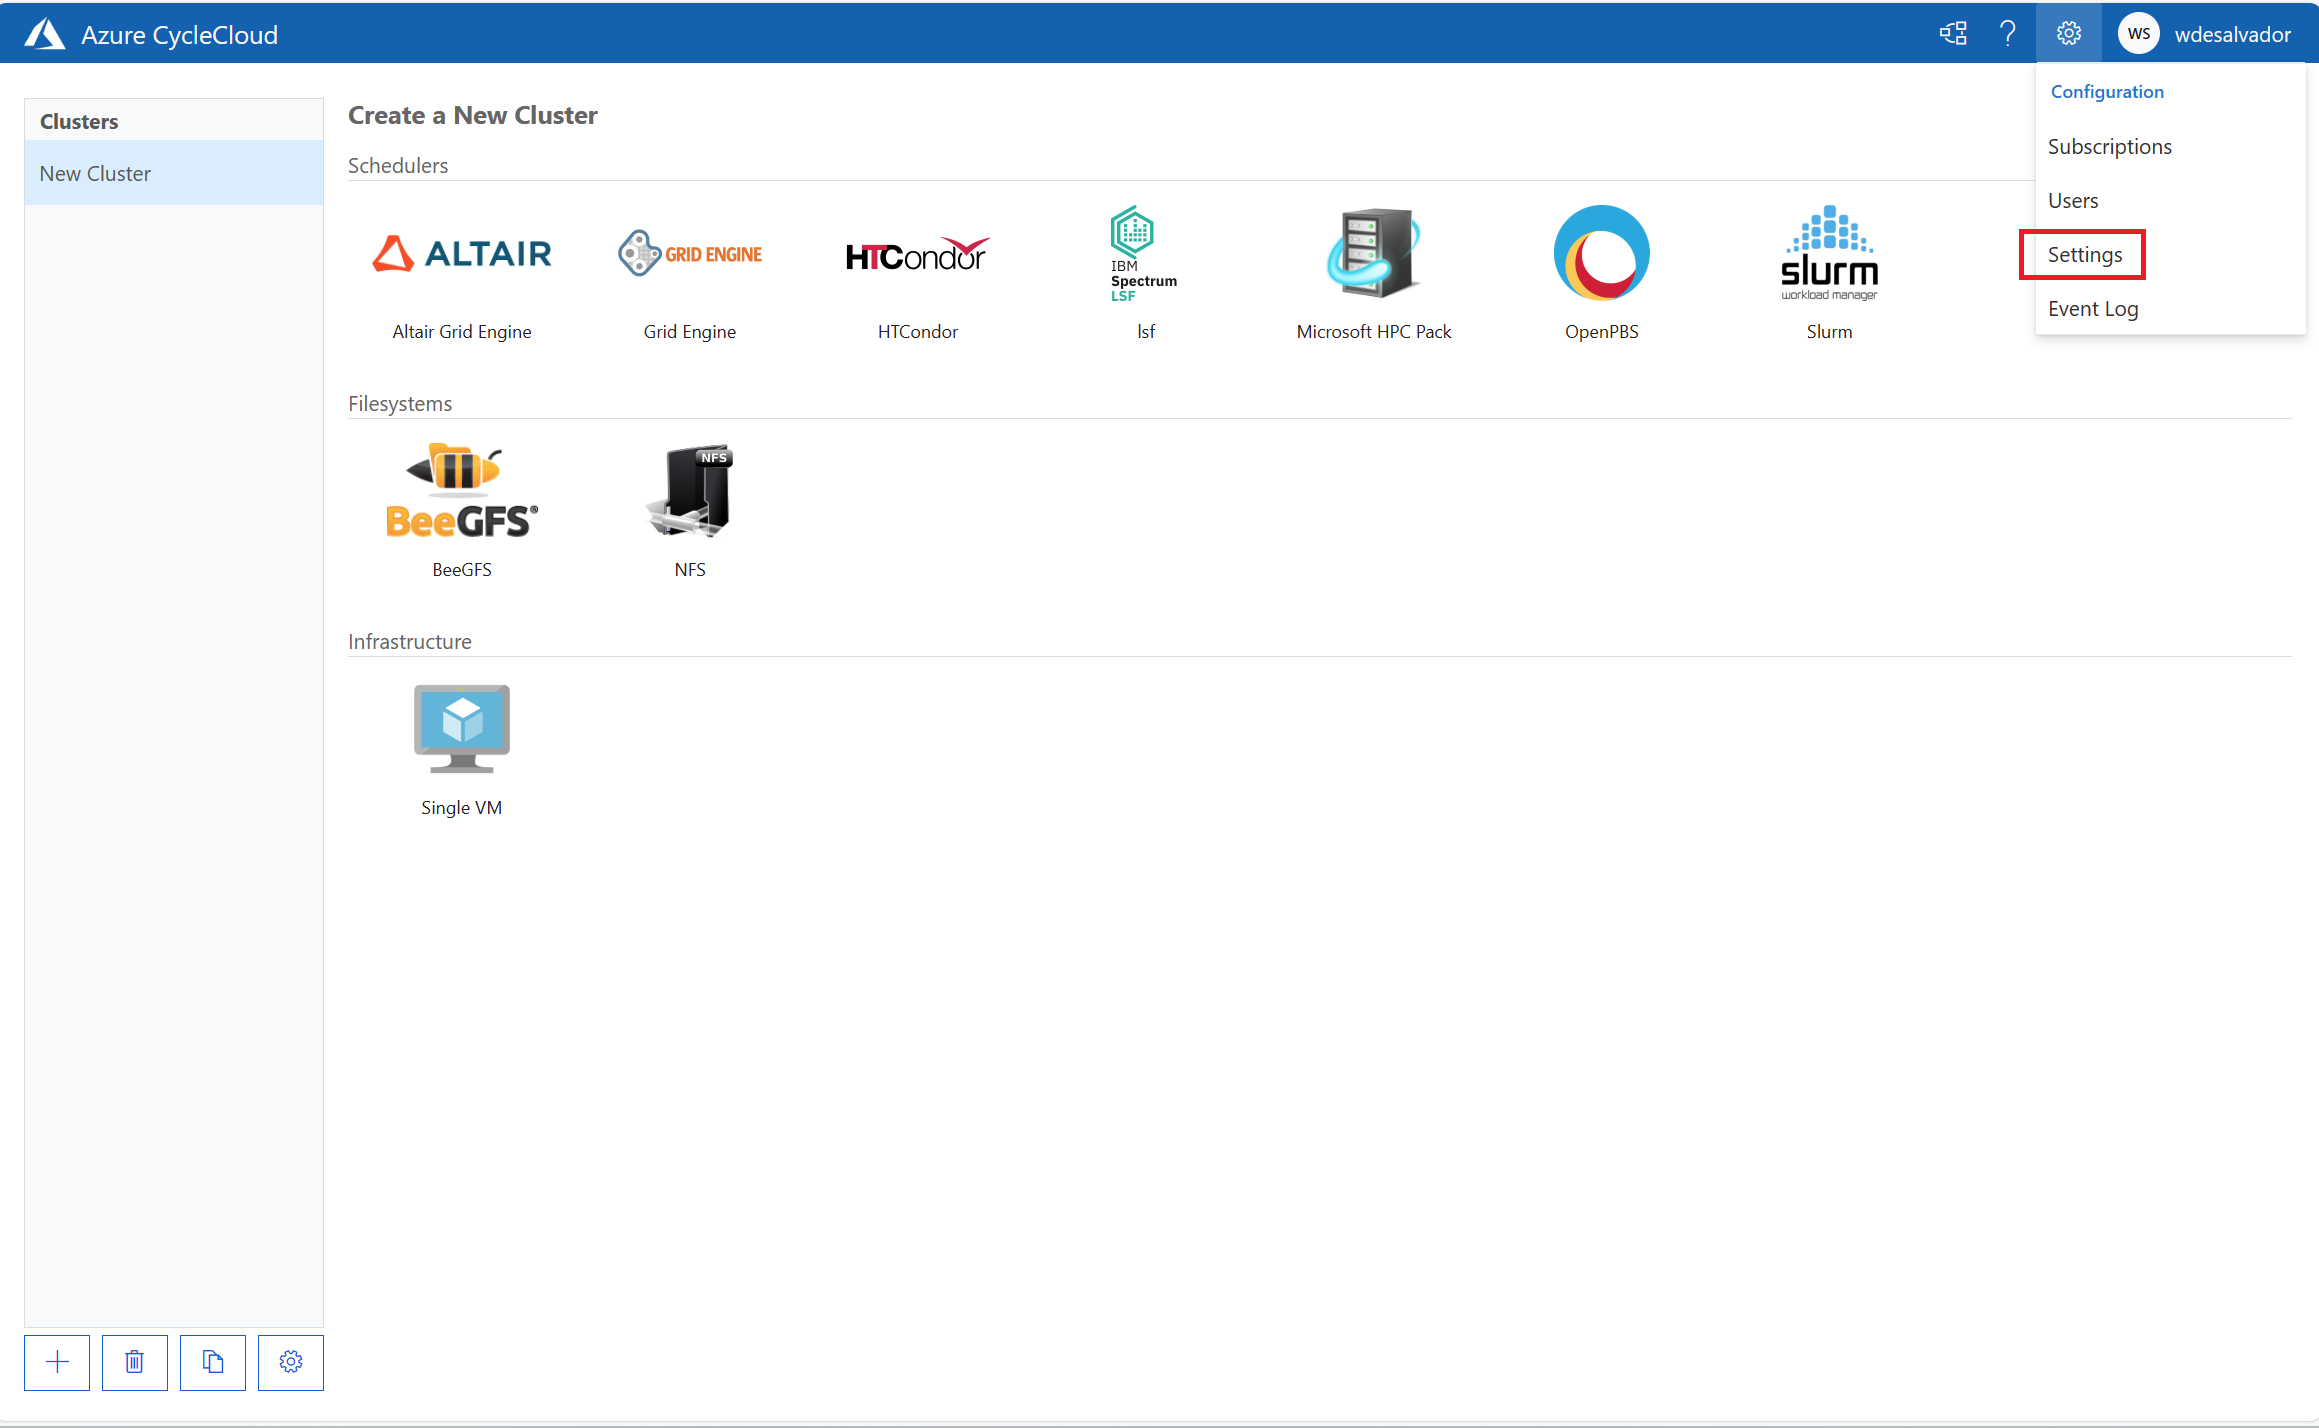 Azure CycleCloud
WS
wdesalvador
Configuration
Subscriptions
Users
Settings
Event Log
Clusters
New Cluster
Create a New Cluster
Schedulers
ALTAIR
GRID ENGINE
HTCondor
IBM
Spectrum
LSF
slurm
workload manager
Altair Grid Engine
Grid Engine
HTCondor
lsf
Microsoft HPC Pack
OpenPBS
Slurm
Filesystems
BeeGFS®
NFS
BeeGFS
NFS
Infrastructure
Single VM